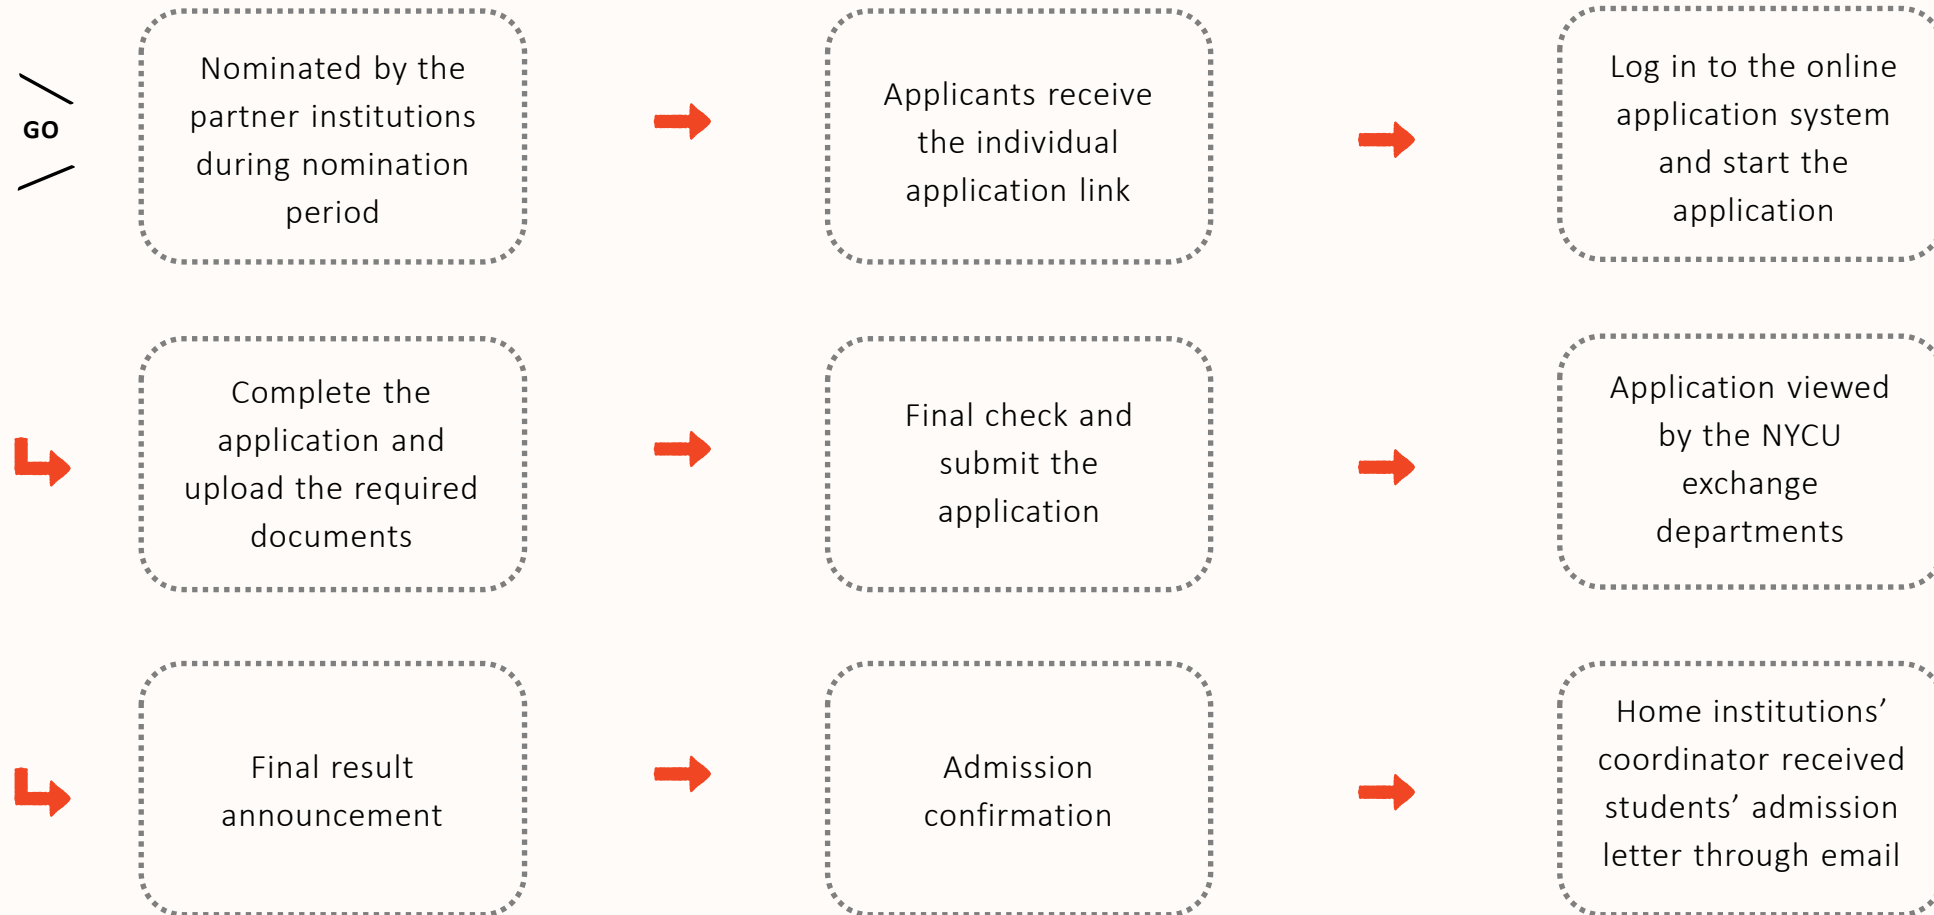 GO
Nominated by the
partner institutions
during nomination
period
Applicants receive
the individual
application link
Log in to the online
application system
and start the
application
Complete the
application and
upload the required
documents
Final check and
submit the
application
Application viewed
by the NYCU
exchange
departments
Final result
announcement
Admission
confirmation
Home institutions’
coordinator received
students’ admission
letter through email